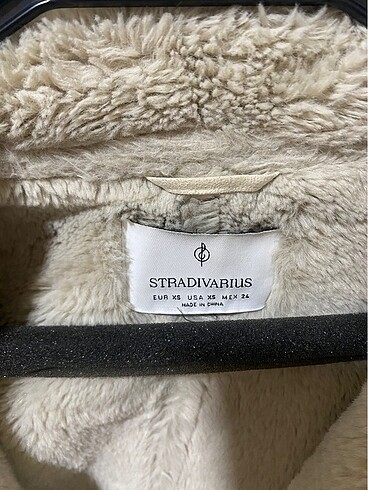 STRADIVARIUS
EUR XS USA XS MEX 24
MADE IN CHINA